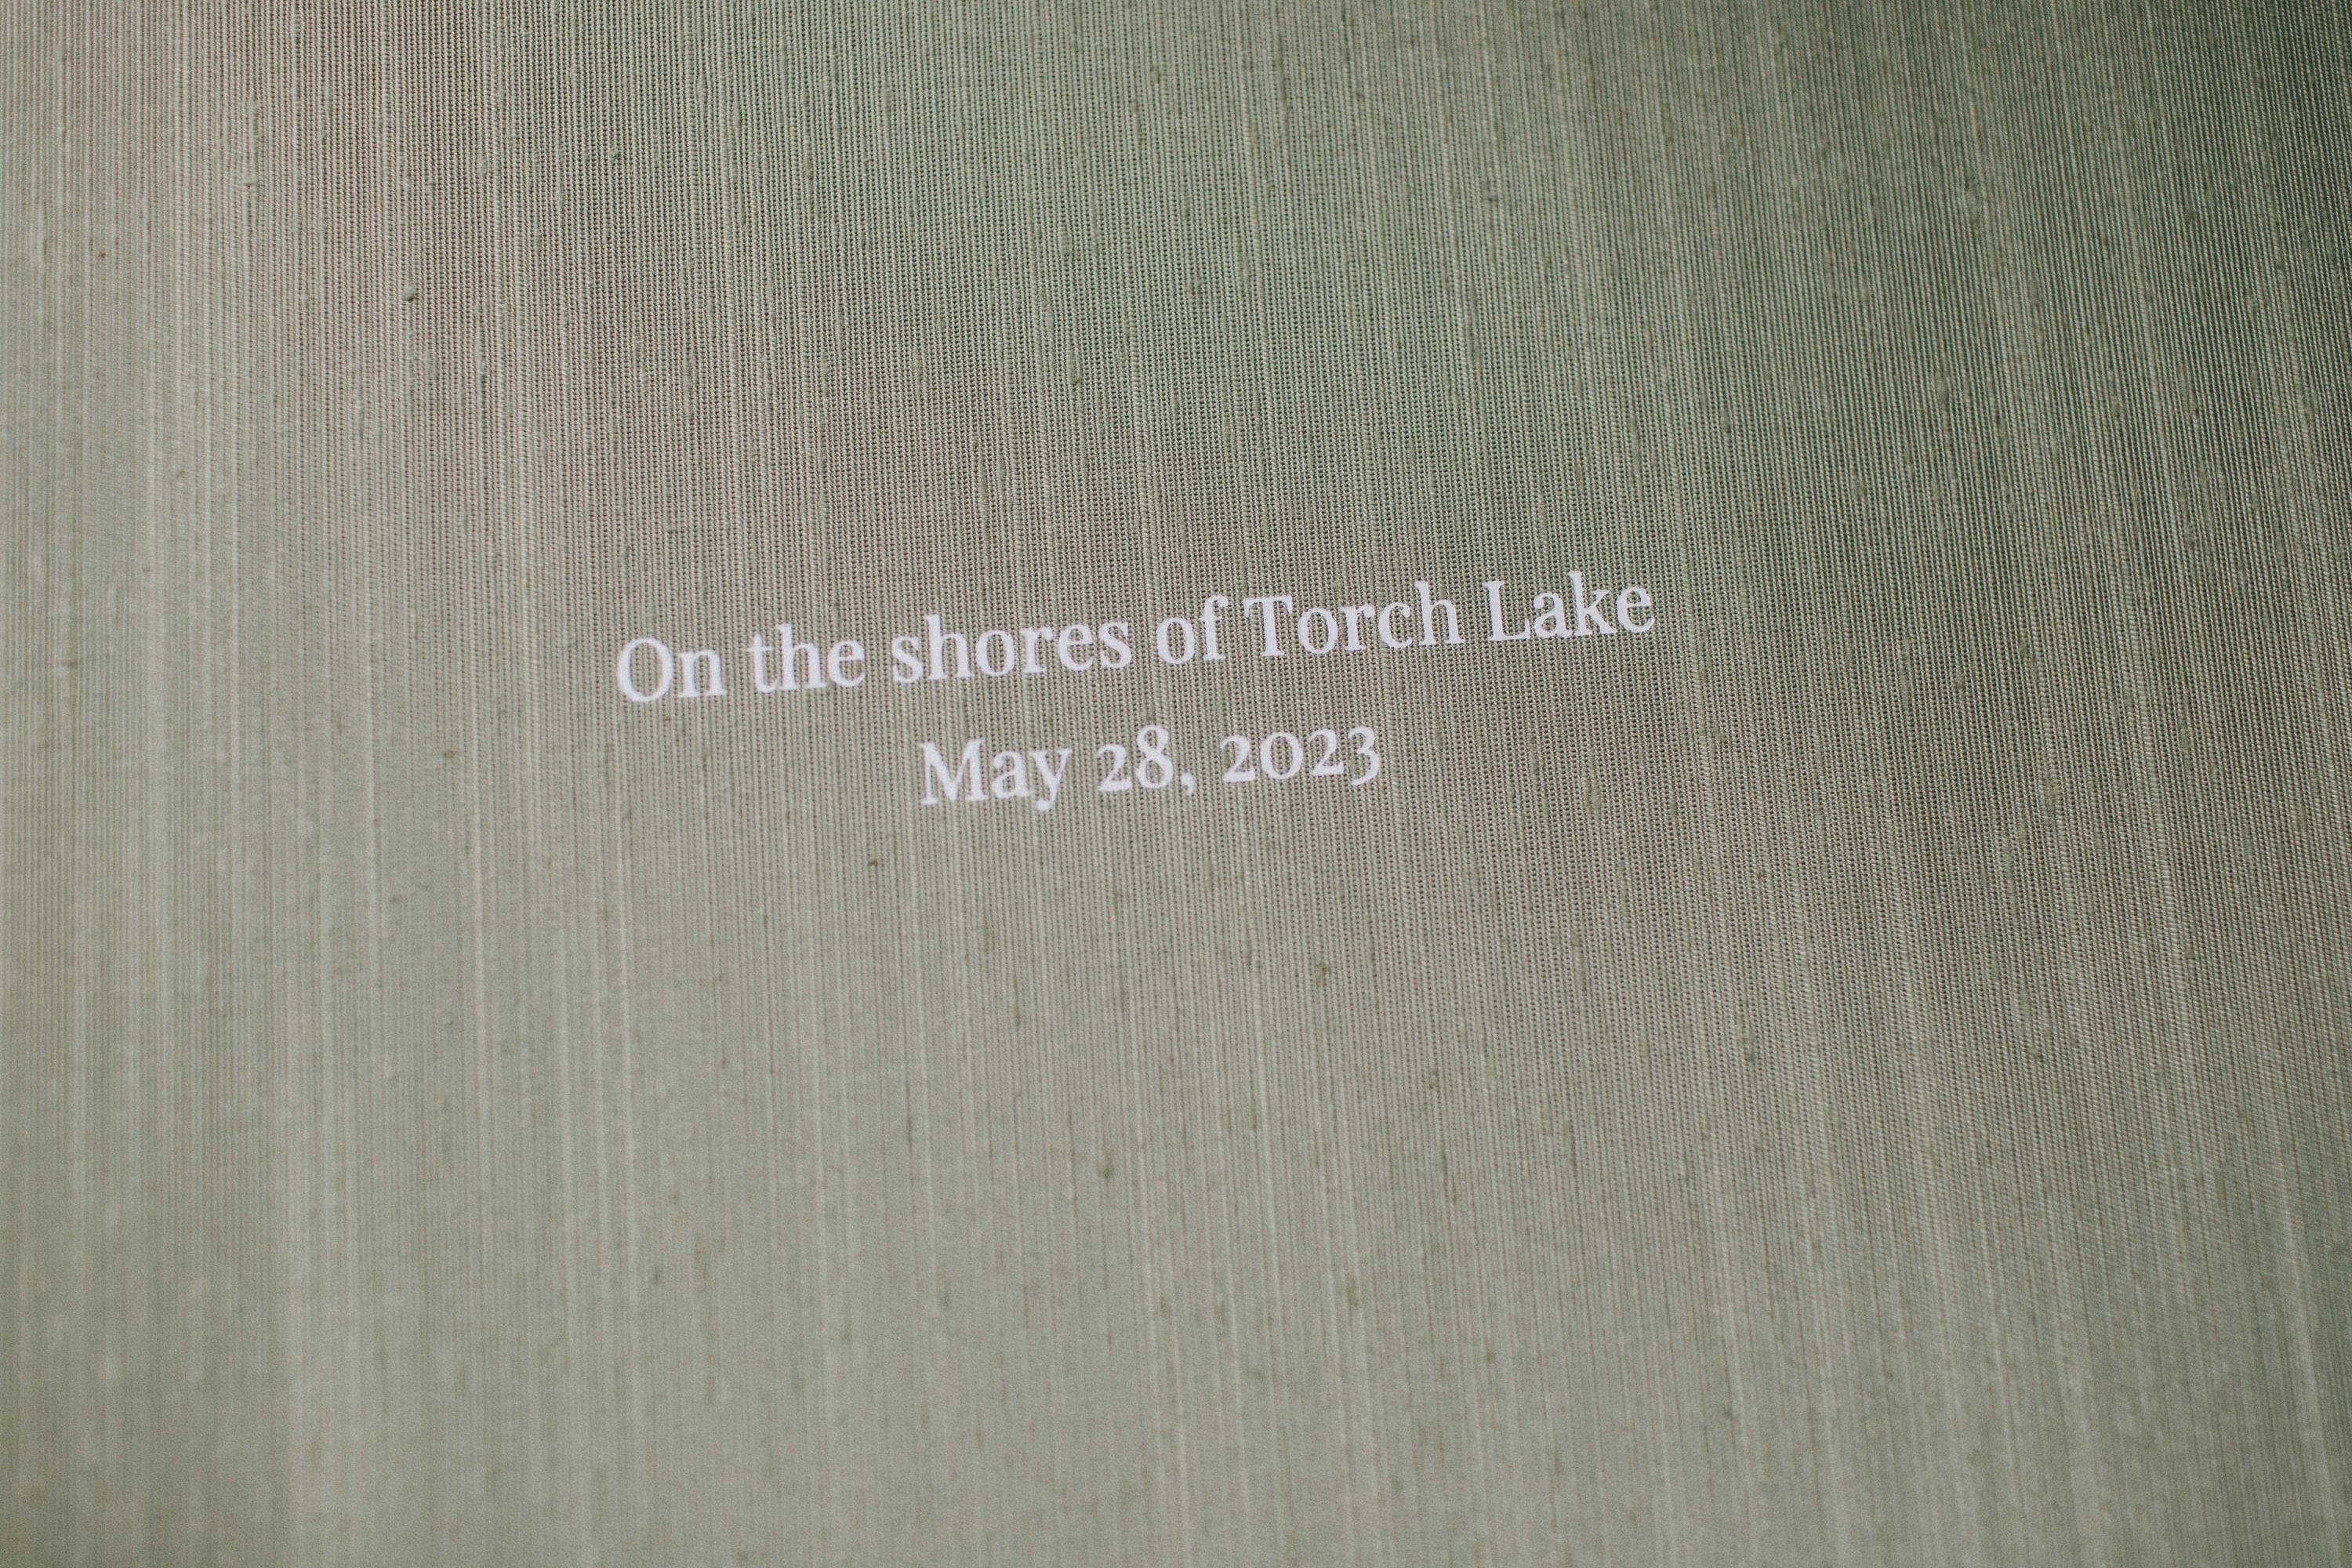 On the shores of Torch Lake
May 28, 2023